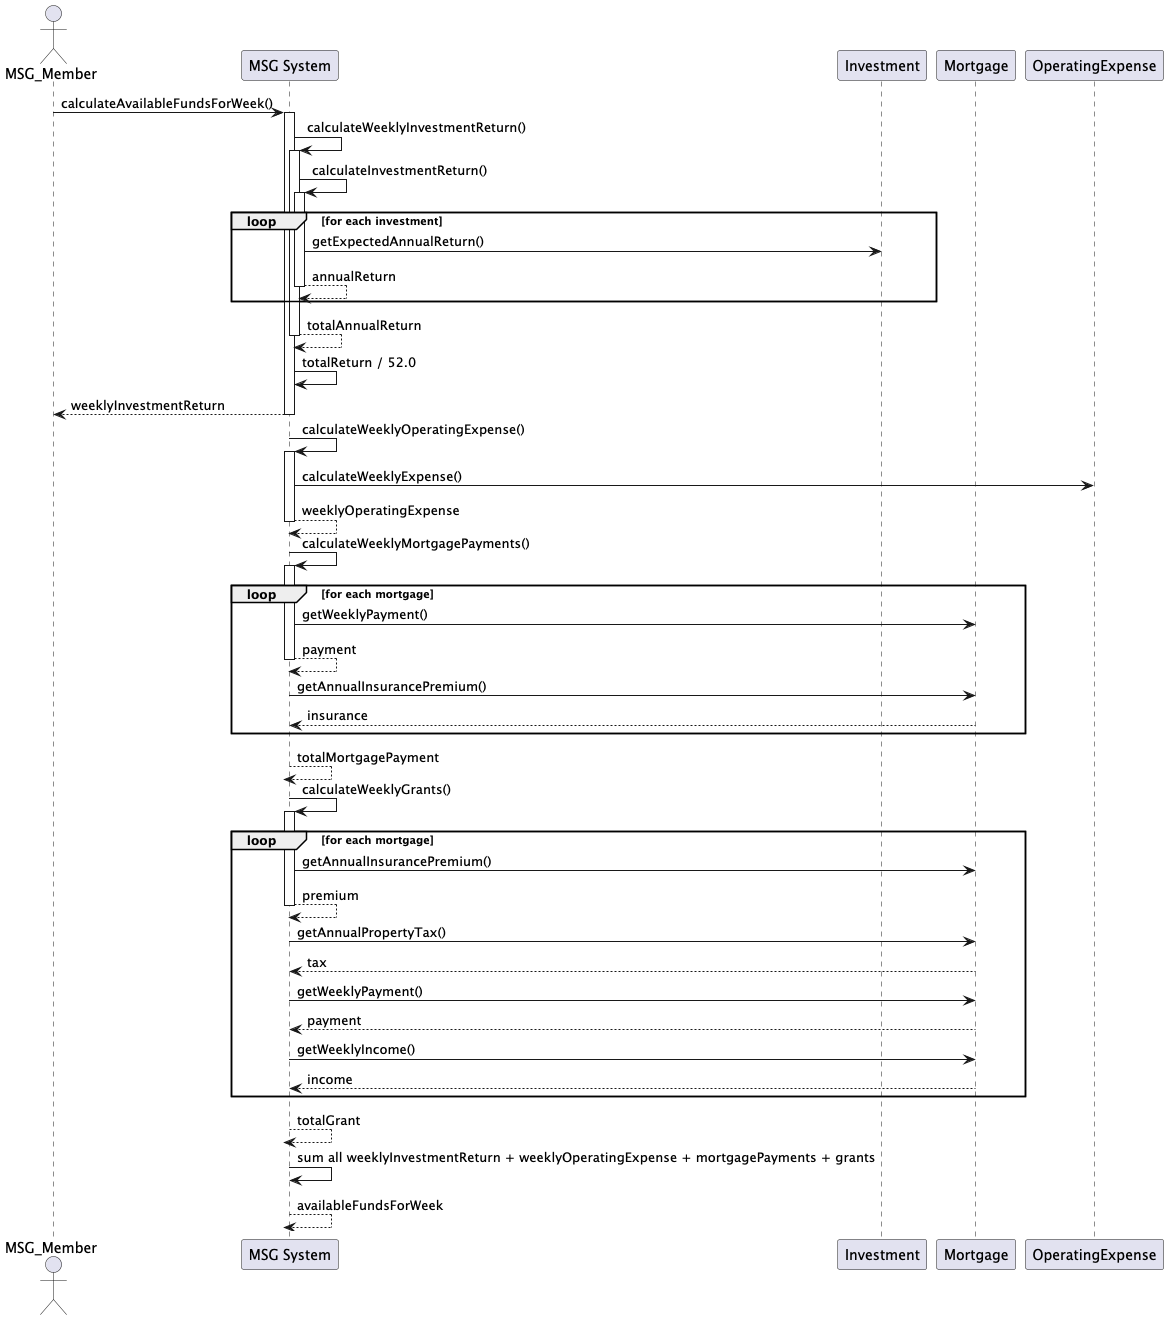 MSG_Member
MSG System
Investment
Mortgage
OperatingExpense
calculateAvailableFundsForWeek()
calculateWeeklyInvestmentReturn()
calculateInvestmentReturn()
loop [for each investment]
getExpectedAnnualReturn()
annualReturn
totalAnnualReturn
totalReturn / 52.0
weeklyInvestmentReturn
calculateWeeklyOperatingExpense()
calculateWeeklyExpense()
weeklyOperatingExpense
calculateWeeklyMortgagePayments()
loop [for each mortgage]
getWeeklyPayment()
payment
getAnnualInsurancePremium()
insurance
totalMortgagePayment
calculateWeeklyGrants()
loop [for each mortgage]
getAnnualInsurancePremium()
premium
getAnnualPropertyTax()
tax
getWeeklyPayment()
payment
getWeeklyIncome()
income
totalGrant
sum all weeklyInvestmentReturn + weeklyOperatingExpense + mortgagePayments + grants
availableFundsForWeek
MSG_Member
MSG System
Investment
Mortgage
OperatingExpense